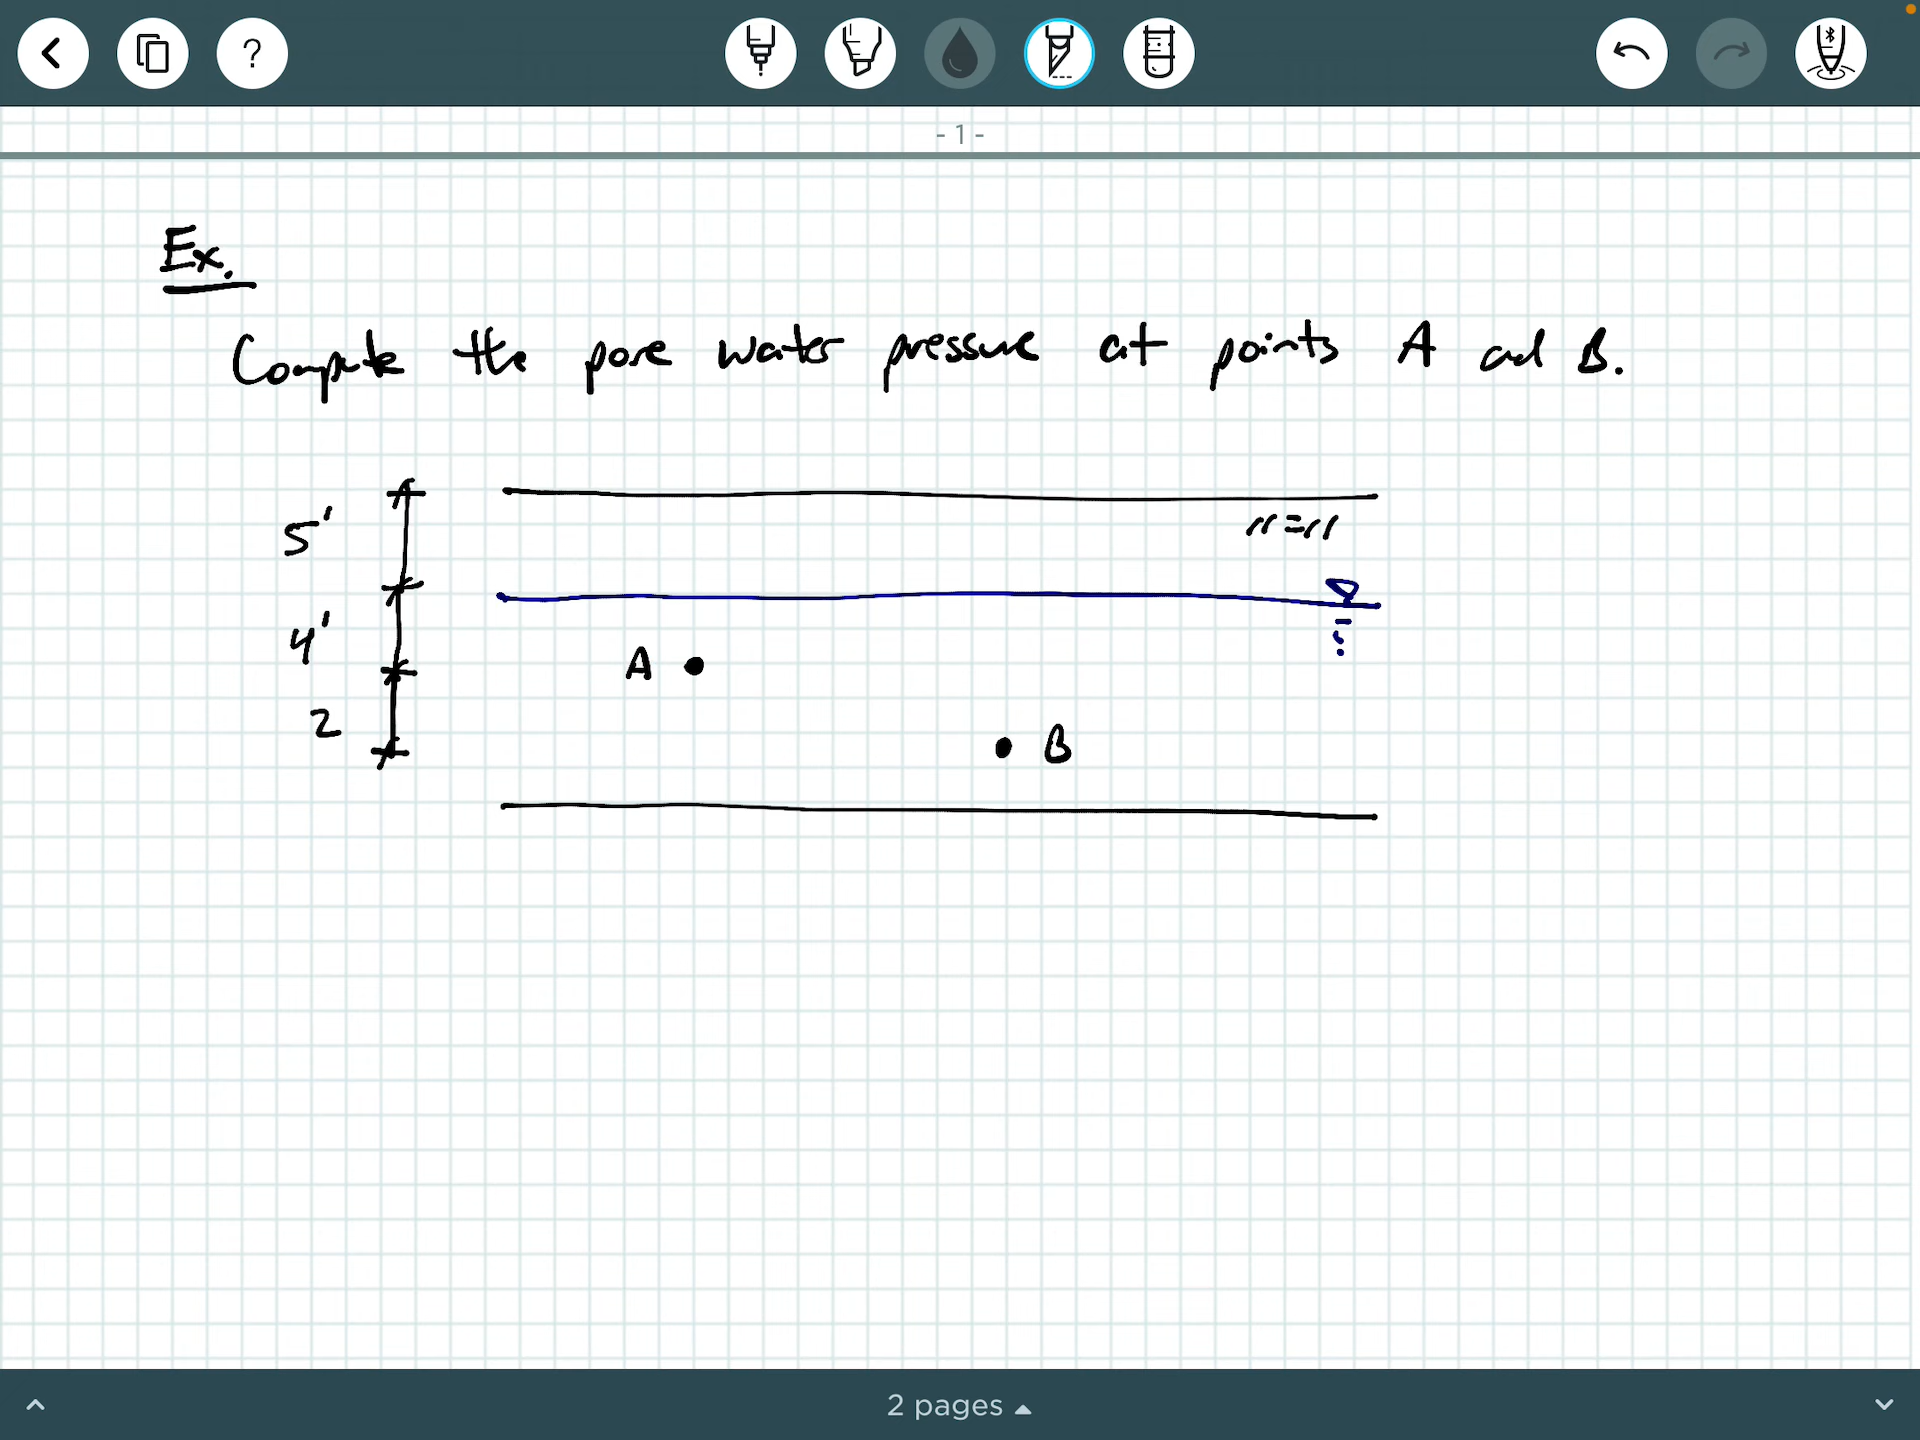 ?
- 1 -
Ex.
Compute the pore water pressure at points A and B.
5'
4'
A
2
B
2 pages